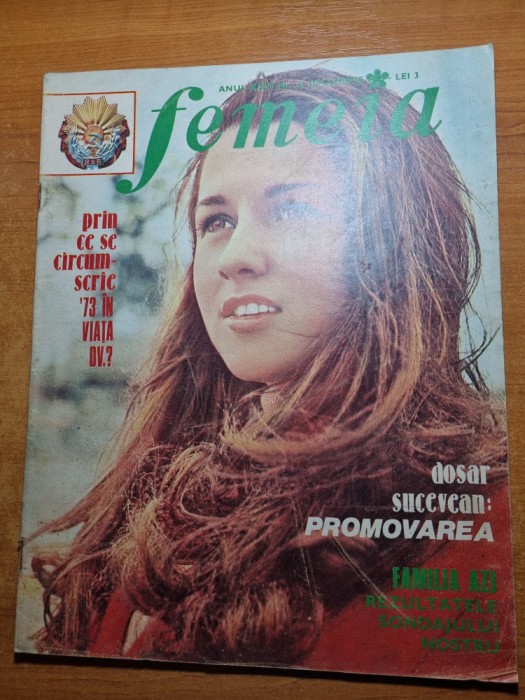 ANUL
LEI 3
femeia
prin
ce se
circum-
scrie
'73 ÎN
VIAȚA
DV.?
dosar
sucevean:
PROMOVAREA
FAMILIA AZI
REZULTATELE
SONDAJULUI
NOSTRU